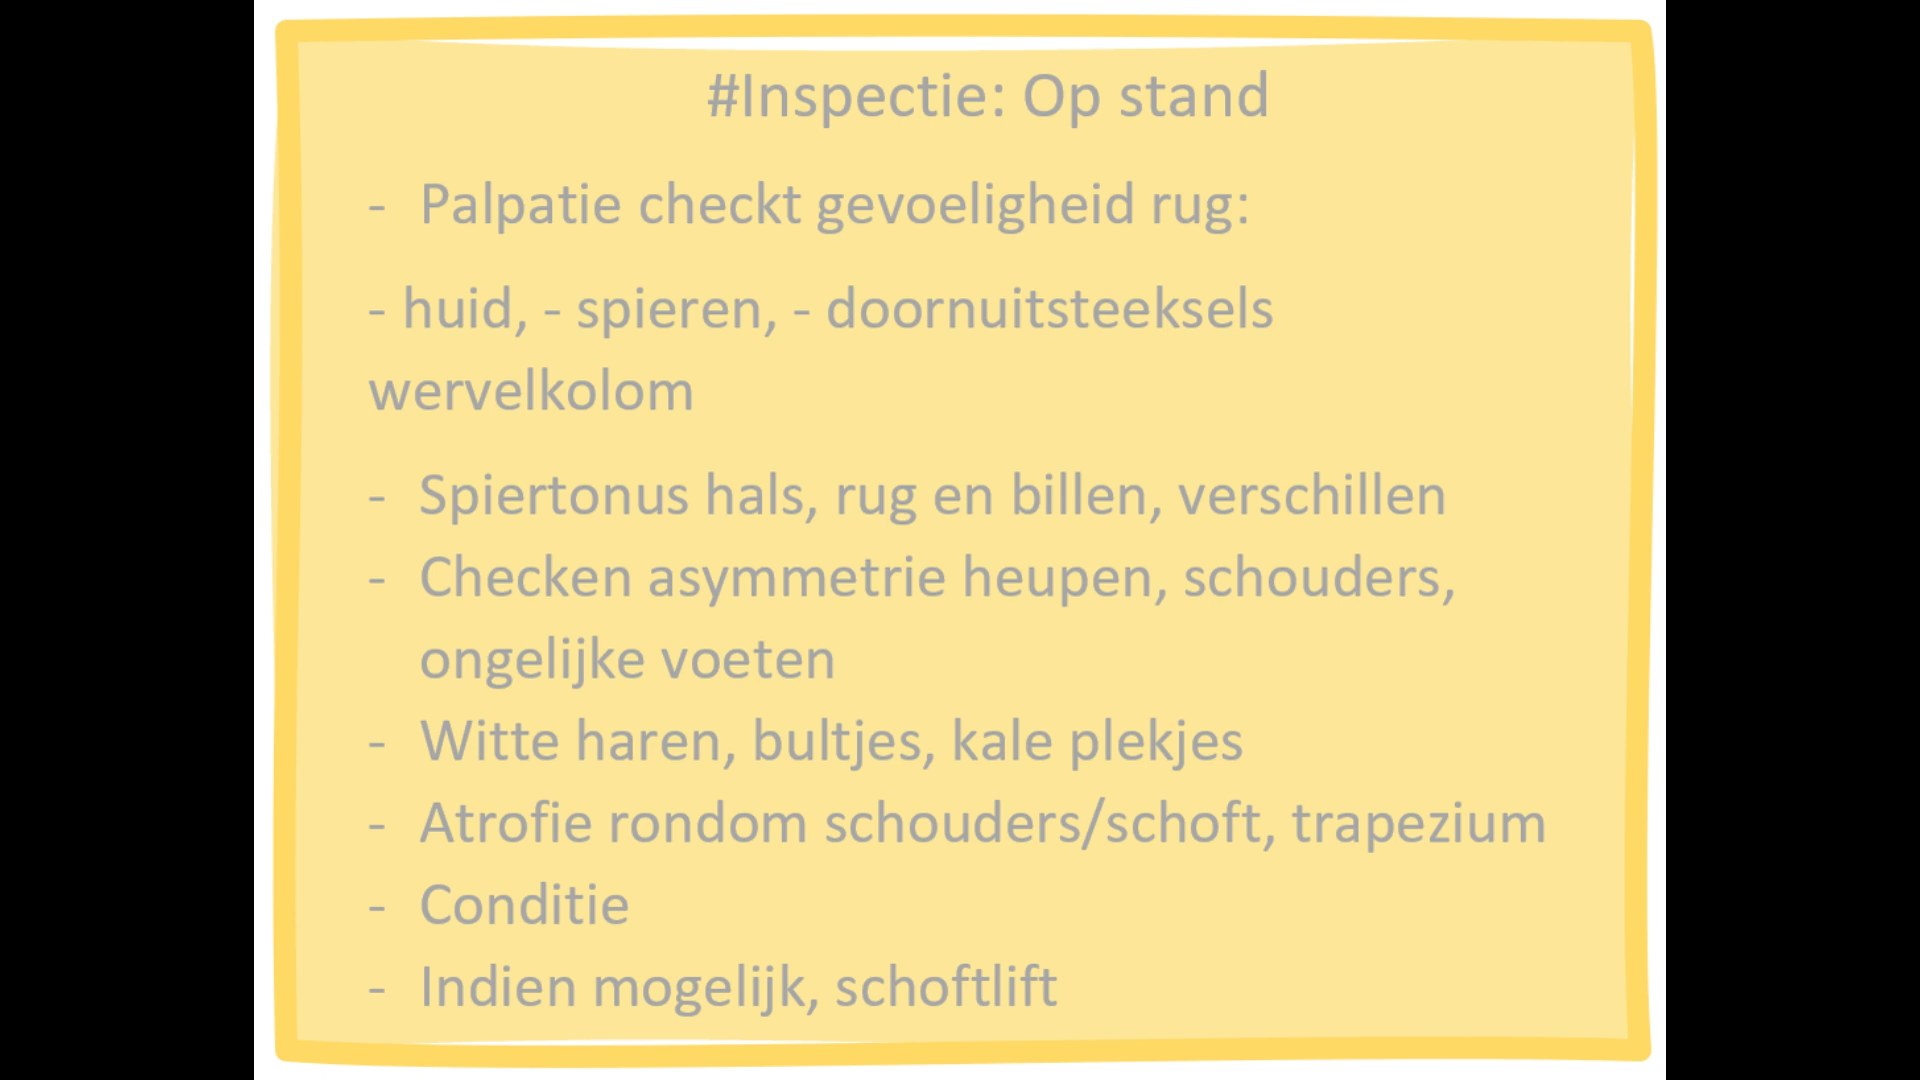 #Inspectie: Op stand
- Palpatie checkt gevoeligheid rug:
- huid, - spieren, - doornuitsteeksels
wervelkolom
- Spiertonus hals, rug en billen, verschillen
- Checken asymmetrie heupen, schouders,
ongelijke voeten
- Witte haren, bultjes, kale plekjes
- Atrofie rondom schouders/schoft, trapezium
- Conditie
- Indien mogelijk, schoftlift